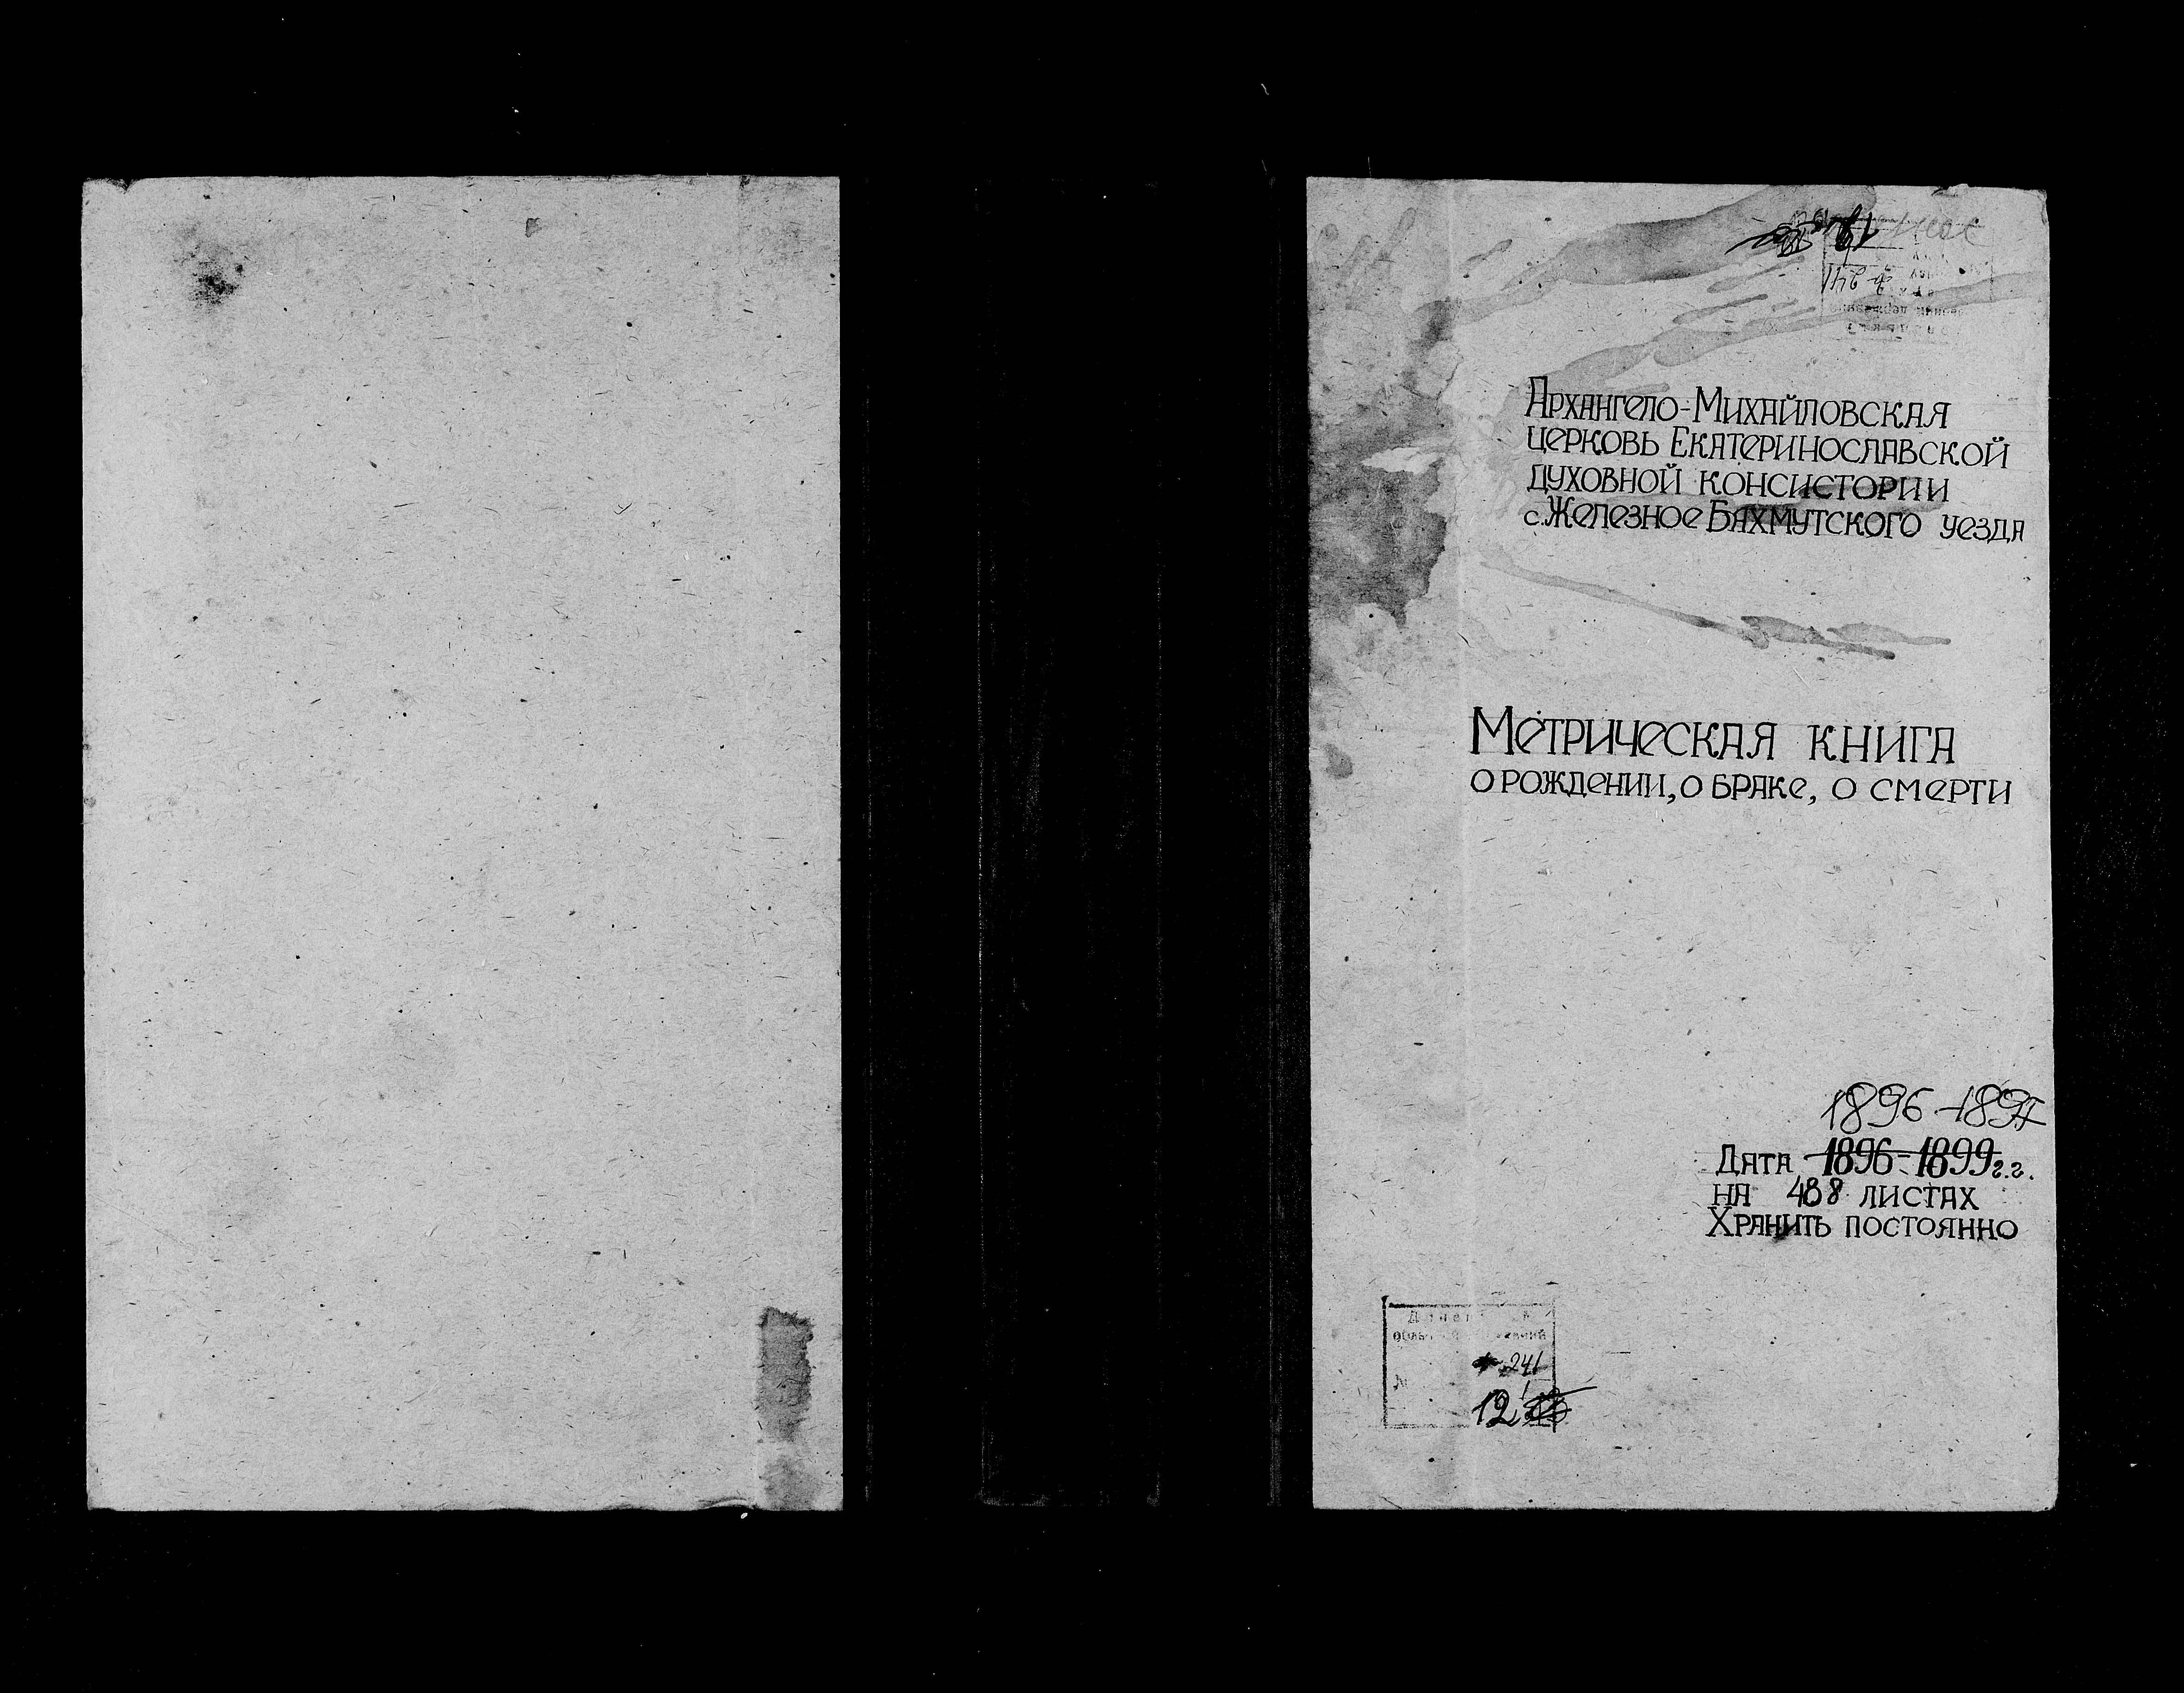 Архангело-Михайловская
церковь Екатеринославской
духовной консистории
с. Железное Бахмутского уезда
Метрическая книга
о рождении, о браке, о смерти
1896-1897
Дата 1896-1899 г.г.
на 488 листах
Хранить постоянно
241
12